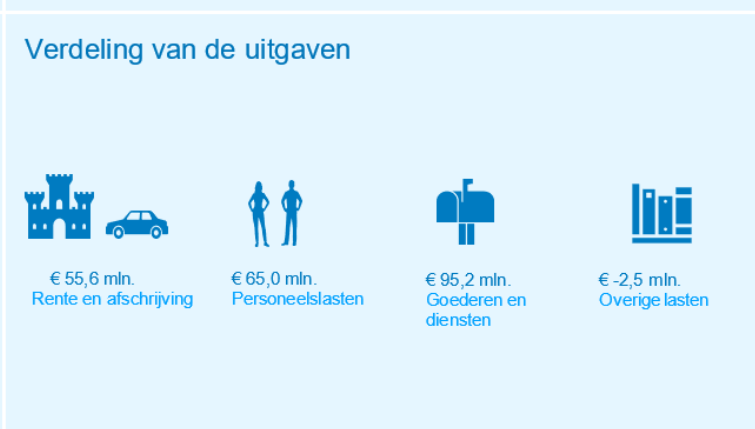 Verdeling van de uitgaven
€ 55,6 mln.
Rente en afschrijving
€ 65,0 mln.
Personeelslasten
€ 95,2 mln.
Goederen en
diensten
€ -2,5 mln.
Overige lasten